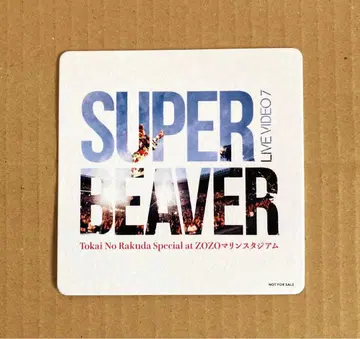 SUPER
BEAVER
LIVE VIDEO 7
Tokai No Rakuda Special at ZOZOマリンスタジアム
NOT FOR SALE